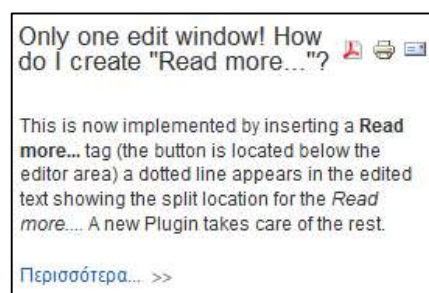 Only one edit window! How
do I create "Read more..."?
This is now implemented by inserting a Read
more... tag (the button is located below the
editor area) a dotted line appears in the edited
text showing the split location for the Read
more.... A new Plugin takes care of the rest.
Περισσότερα... >>